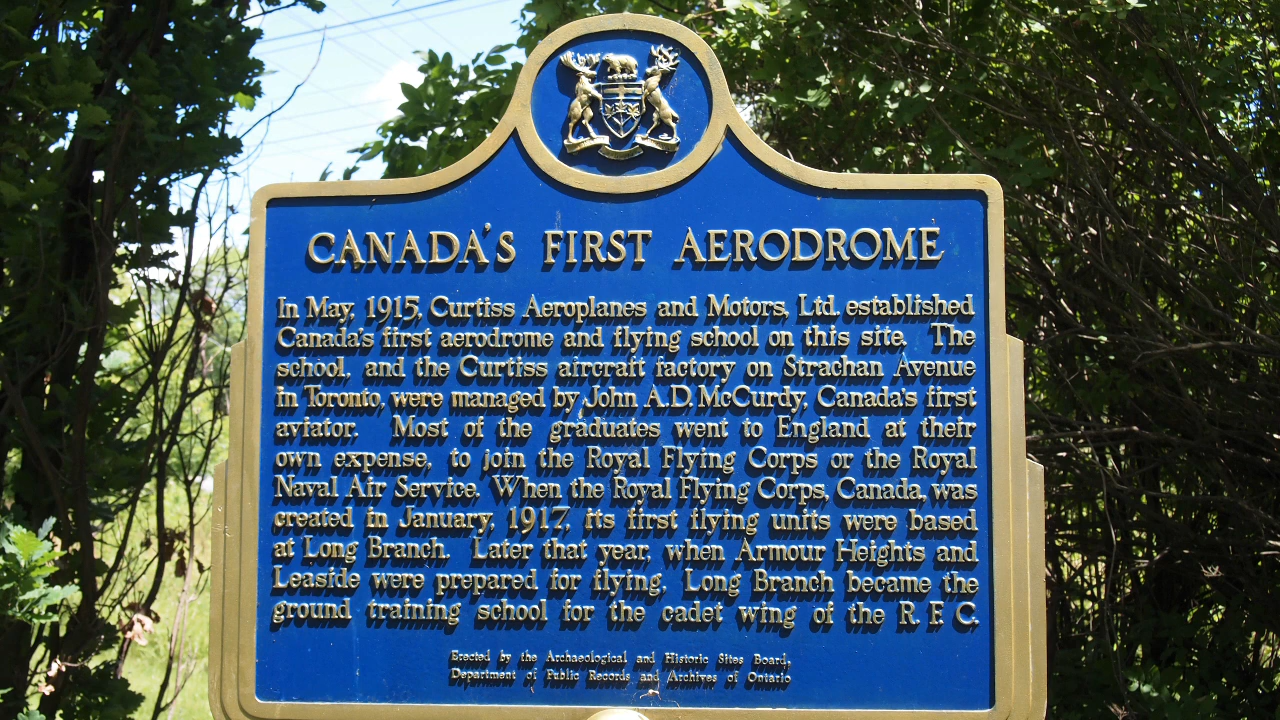 CANADA'S FIRST AERODROME
In May, 1915, Curtiss Aeroplanes and Motors, Ltd. established
Canada's first aerodrome and flying school on this site. The
school, and the Curtiss aircraft factory on Strachan Avenue
in Toronto, were managed by John A.D. McCurdy, Canada's first
aviator. Most of the graduates went to England at their
own expense, to join the Royal Flying Corps or the Royal
Naval Air Service. When the Royal Flying Corps, Canada, was
created in January, 1917, its first flying units were based
at Long Branch. Later that year, when Armour Heights and
Leaside were prepared for flying, Long Branch became the
ground training school for the cadet wing of the R. F. C.
Erected by the Archaeological and Historic Sites Board,
Department of Public Records and Archives of Ontario